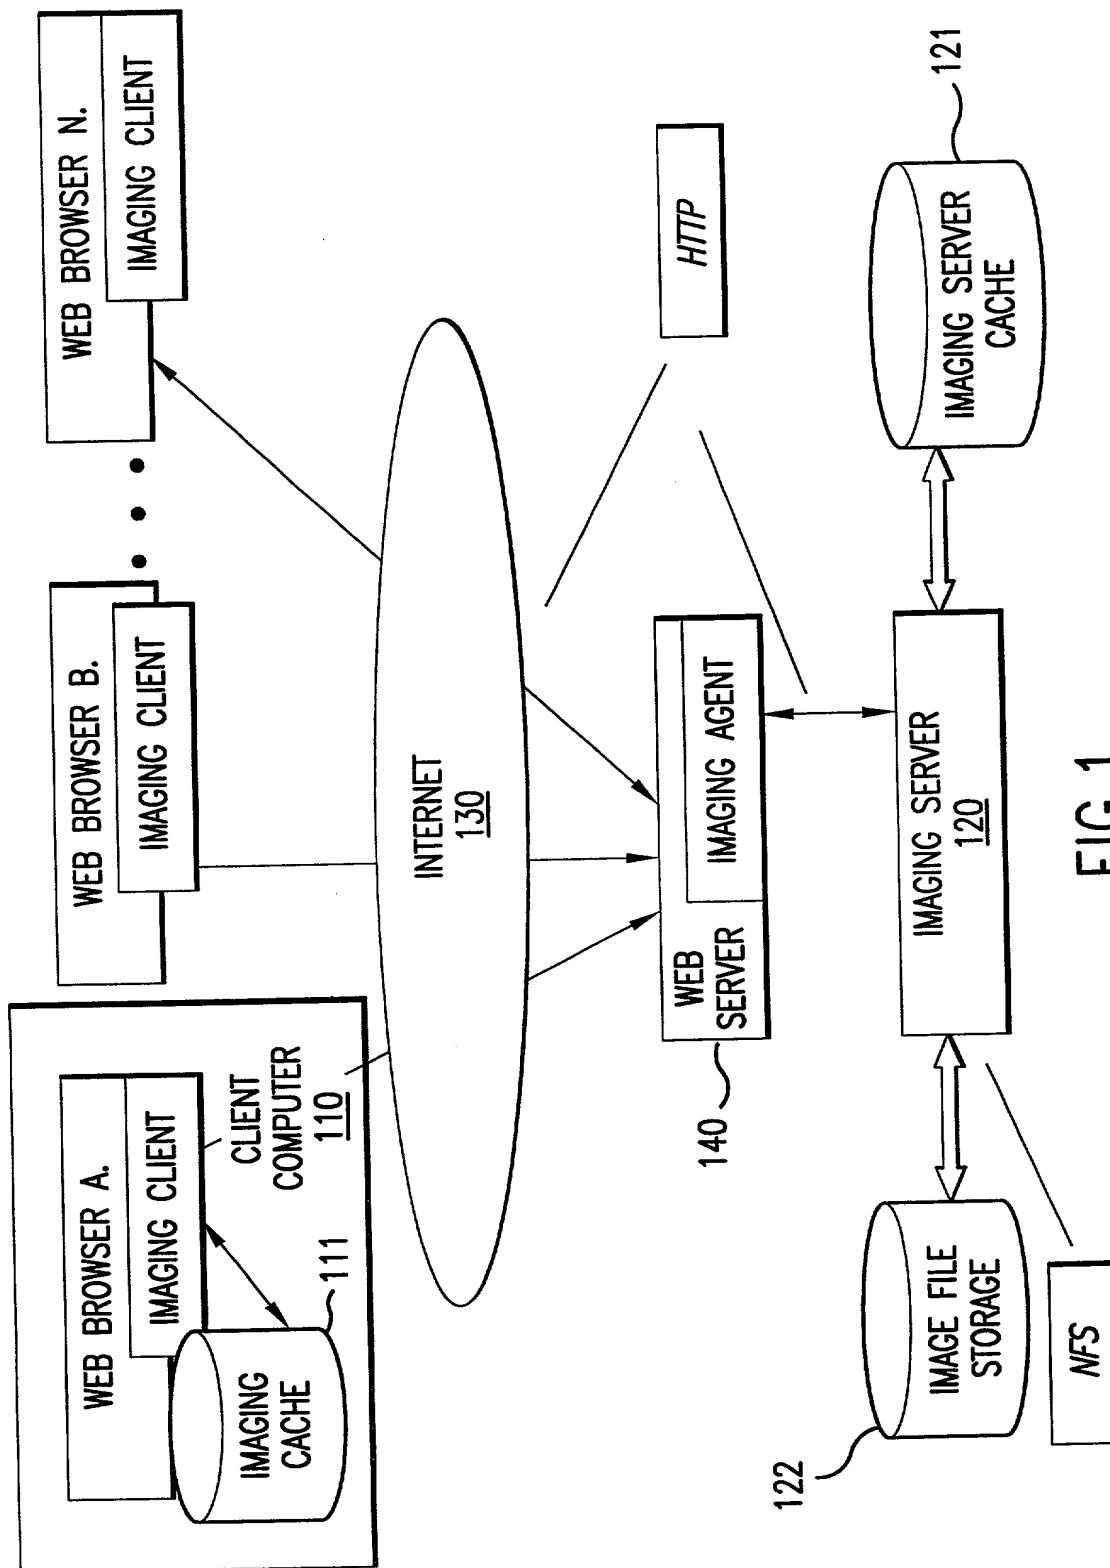 WEB BROWSER A.
IMAGING CLIENT
IMAGING
CACHE
111
CLIENT
COMPUTER
110
WEB BROWSER B.
IMAGING CLIENT
WEB BROWSER N.
IMAGING CLIENT
INTERNET
130
HTTP
WEB
SERVER
IMAGING AGENT
140
IMAGE FILE
STORAGE
122
NFS
IMAGING SERVER
120
IMAGING SERVER
CACHE
121
FIG.1